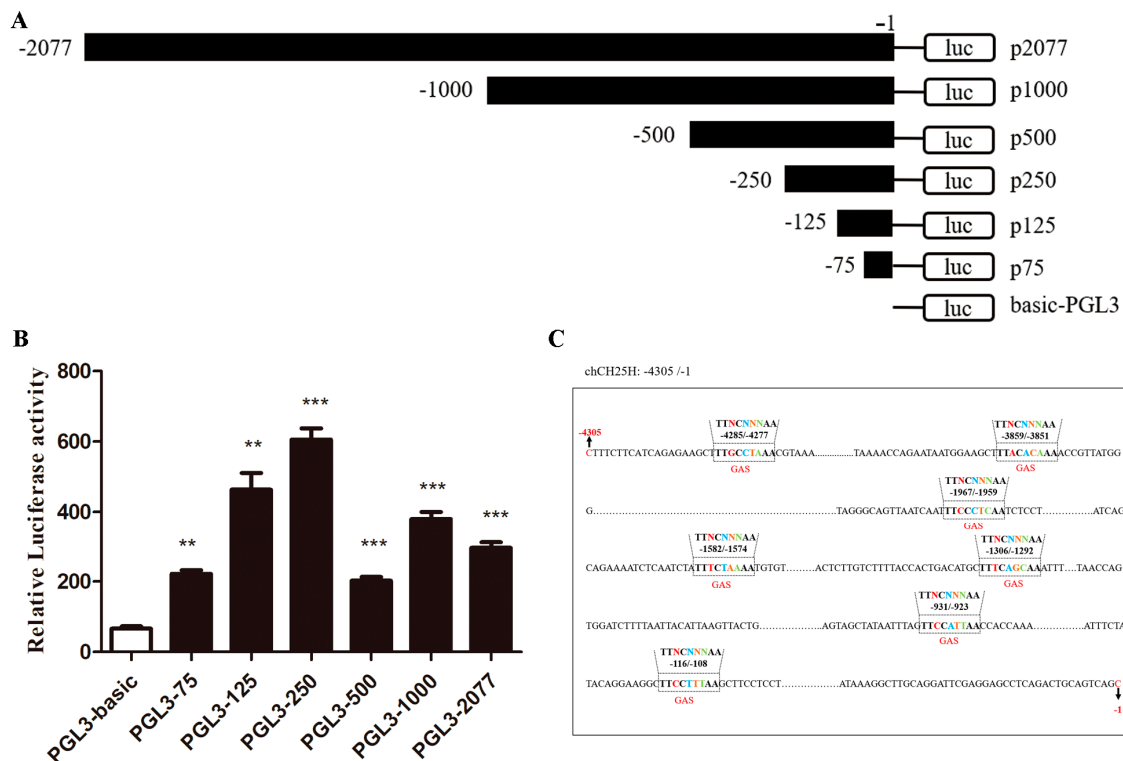 A
-1
-2077 luc p2077
-1000 luc p1000
-500 luc p500
-250 luc p250
-125 luc p125
-75 luc p75
luc basic-PGL3
B
Relative Luciferase activity
800
600
400
200
0
** ** *** *** *** ***
PGL3-basic PGL3-75 PGL3-125 PGL3-250 PGL3-500 PGL3-1000 PGL3-2077
C
chCH25H: -4305 /-1
TTNCNNNAA TTNCNNNAA
-4305 -4285/-4277 -3859/-3851
CTTTCTTCATCAGAGAAGCTTTGCCTAAACGTAAA............... TAAAACCAGAATAATGGAAGCTTTACACAAAACCGTTATGG
GAS GAS
TTNCNNNAA
-1967/-1959
G................................................................TAGGGCAGTTAATCAATTTCCCTCAATCTCCT……………ATCAG
GAS
TTNCNNNAA TTNCNNNAA
-1582/-1574 -1306/-1292
CAGAAAATCTCAATCTATTTCTAAAATGTGT………ACTCTTGTCTTTTACCACTGACATGCTTTCAGCAAATTT ....TAACCAG
GAS GAS
TTNCNNNAA
-931/-923
TGGATCTTTTAATTACATTAAGTTACTG……………AGTAGCTATAATTTAGTTCCATTAACCACCAAA……………ATTTCTA
GAS
TTNCNNNAA
-116/-108
TACAGGAAGGCTTCCTTTAAGCTTCCTCCT………………ATAAAGGCTTGCAGGATTCGAGGAGCCTCAGACTGCAGTCAGC
GAS
-1